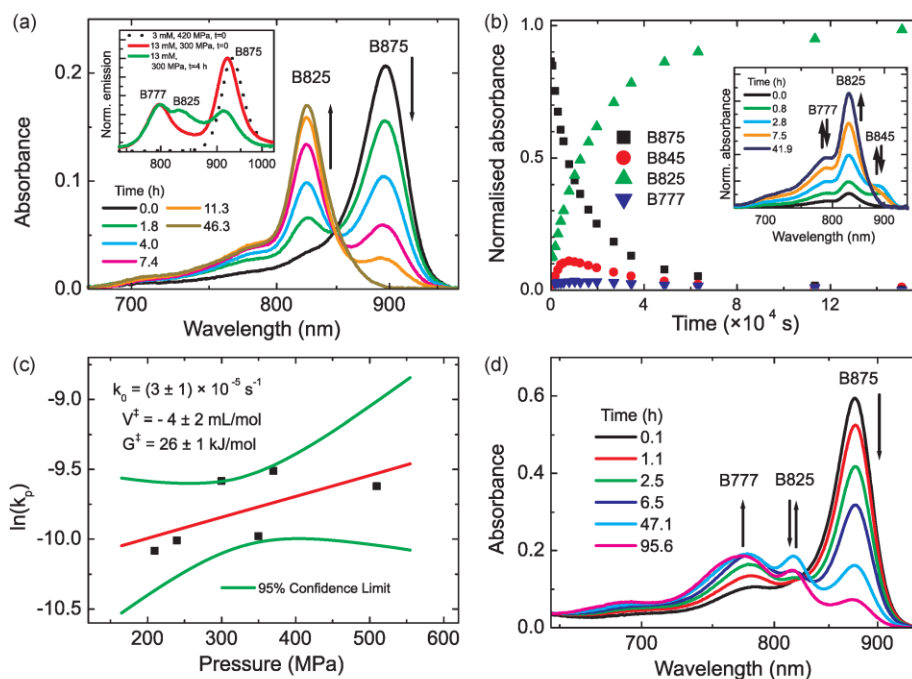 (a)
Absorbance
0.2
0.1
0.0
700
800
900
Wavelength (nm)
B825
B875
Norm. emission
3 mM, 420 MPa, t=0
13 mM, 300 MPa, t=0
13 mM,
300 MPa, t=4 h
B875
B777
B825
800
900
1000
Time (h)
0.0
1.8
4.0
7.4
11.3
46.3
(b)
Normalised absorbance
1.0
0.5
0.0
0
4
8
12
Time (×10⁴ s)
B875
B845
B825
B777
Norm. absorbance
Time (h)
0.0
0.8
2.8
7.5
41.9
B825
B777
B845
700
800
900
Wavelength (nm)
(c)
ln(kₚ)
-9.0
-9.5
-10.0
-10.5
k₀ = (3 ± 1) × 10⁻⁵ s⁻¹
V‡ = - 4 ± 2 mL/mol
G‡ = 26 ± 1 kJ/mol
95% Confidence Limit
200
300
400
500
600
Pressure (MPa)
(d)
Absorbance
0.6
0.4
0.2
0.0
Time (h)
0.1
1.1
2.5
6.5
47.1
95.6
B777
B825
B875
700
800
900
Wavelength (nm)